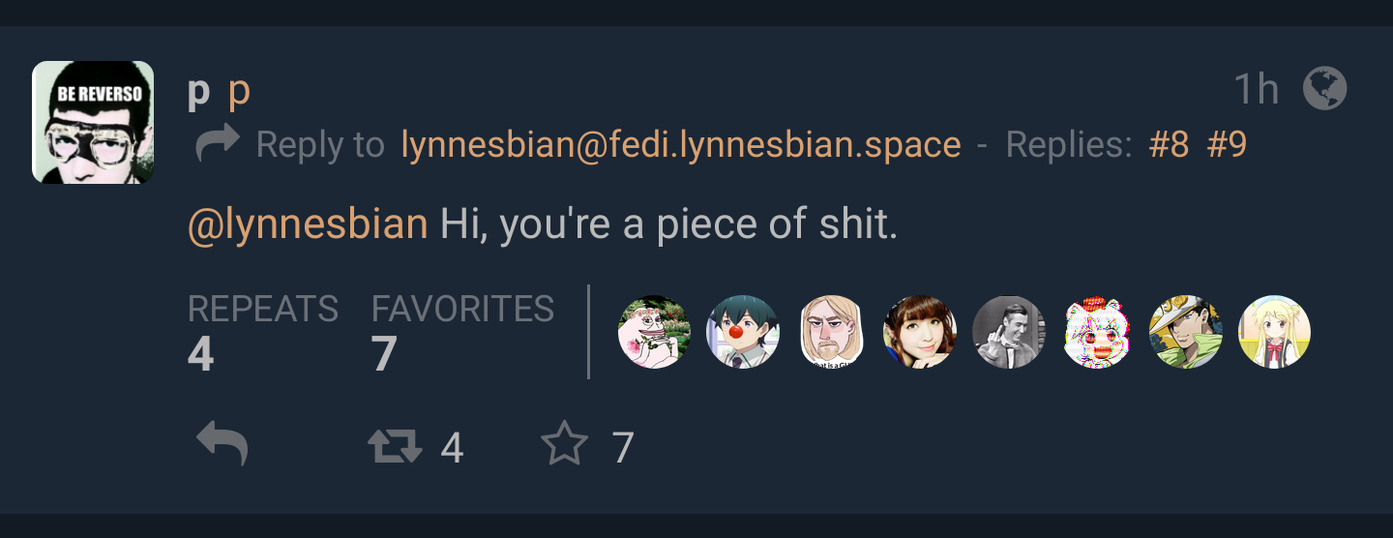 BE REVERSO
p p
1h
Reply to lynnesbian@fedi.lynnesbian.space - Replies: #8 #9
@lynnesbian Hi, you're a piece of shit.
REPEATS FAVORITES
4 7
4 7